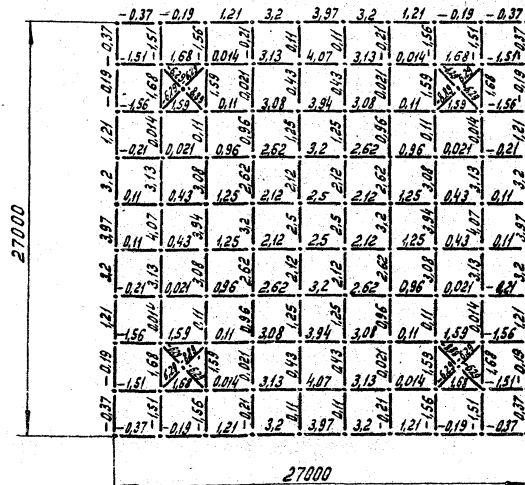 -0,37 -0,19 1,21 3,2 3,97 3,2 1,21 -0,19 -0,37
-0,37 -1,51 -1,56 -0,21 0,11 0,11 -0,21 -1,56 -1,51 -0,37
-1,51 1,68 0,014 3,13 4,07 3,13 0,014 1,68 -1,51
-0,19 1,68 1,59 0,021 0,43 0,43 0,021 1,59 1,68 -0,19
-1,56 1,59 0,11 3,08 3,94 3,08 0,11 1,59 -1,56
1,21 0,014 0,11 0,96 1,25 1,25 0,96 0,11 0,014 1,21
-0,21 0,021 0,96 2,62 3,2 2,62 0,96 0,021 -0,21
3,2 3,13 3,08 2,62 2,12 2,12 2,62 3,08 3,13 3,2
0,11 0,43 1,25 2,12 2,5 2,12 1,25 0,43 0,11
3,97 4,07 3,94 3,2 2,5 2,5 3,2 3,94 4,07 3,97
0,11 0,43 1,25 2,12 2,5 2,12 1,25 0,43 0,11
3,2 3,13 3,08 2,62 2,12 2,12 2,62 3,08 3,13 3,2
-0,21 0,021 0,96 2,62 3,2 2,62 0,96 0,021 -0,21
1,21 0,014 0,11 0,96 1,25 1,25 0,96 0,11 0,014 1,21
-1,56 1,59 0,11 3,08 3,94 3,08 0,11 1,59 -1,56
-0,19 1,68 1,59 0,021 0,43 0,43 0,021 1,59 1,68 -0,19
-1,51 1,68 0,014 3,13 4,07 3,13 0,014 1,68 -1,51
-0,37 -1,51 -1,56 -0,21 0,11 0,11 -0,21 -1,56 -1,51 -0,37
-0,37 -0,19 1,21 3,2 3,97 3,2 1,21 -0,19 -0,37
27000
27000